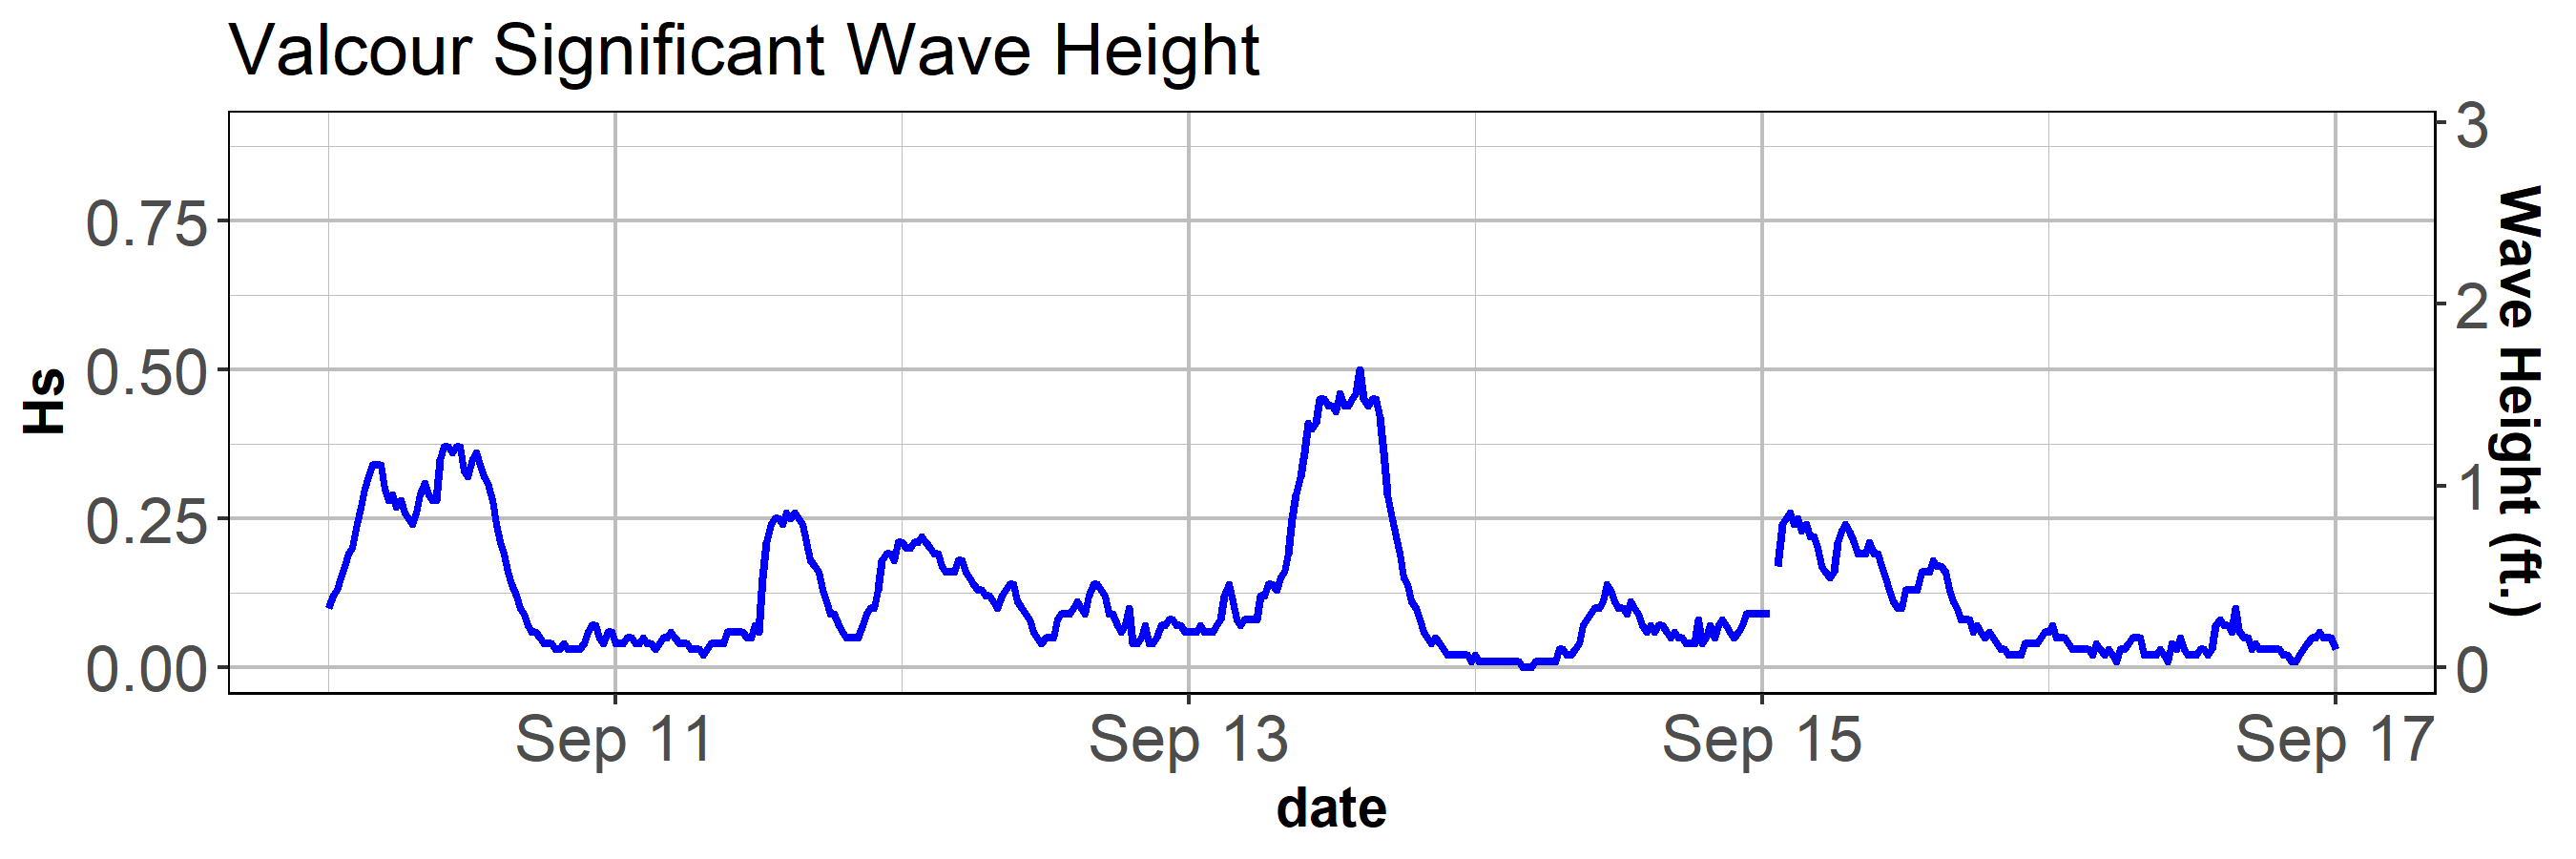 Valcour Significant Wave Height
Hs
0.75
0.50
0.25
0.00
3
2
1
0
Wave Height (ft.)
Sep 11
Sep 13
Sep 15
Sep 17
date